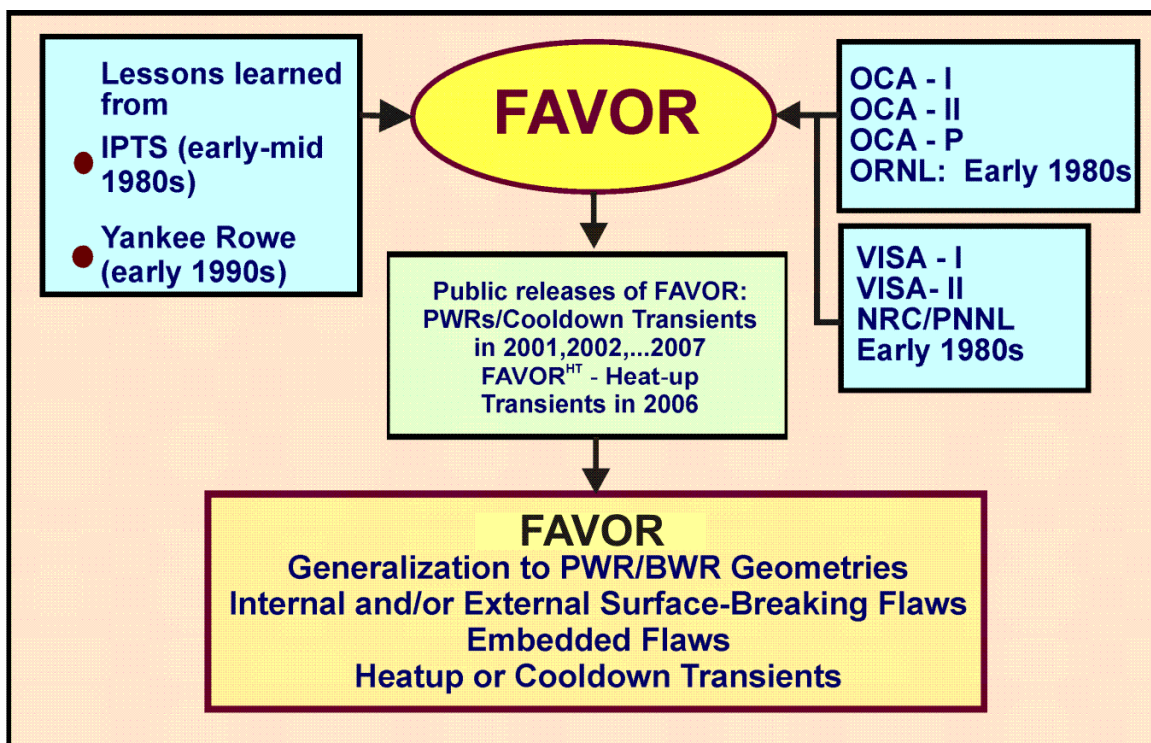 Lessons learned
from
IPTS (early-mid
1980s)
Yankee Rowe
(early 1990s)
FAVOR
OCA - I
OCA - II
OCA - P
ORNL: Early 1980s
VISA - I
VISA- II
NRC/PNNL
Early 1980s
Public releases of FAVOR:
PWRs/Cooldown Transients
in 2001,2002,...2007
FAVORᴴᵀ - Heat-up
Transients in 2006
FAVOR
Generalization to PWR/BWR Geometries
Internal and/or External Surface-Breaking Flaws
Embedded Flaws
Heatup or Cooldown Transients